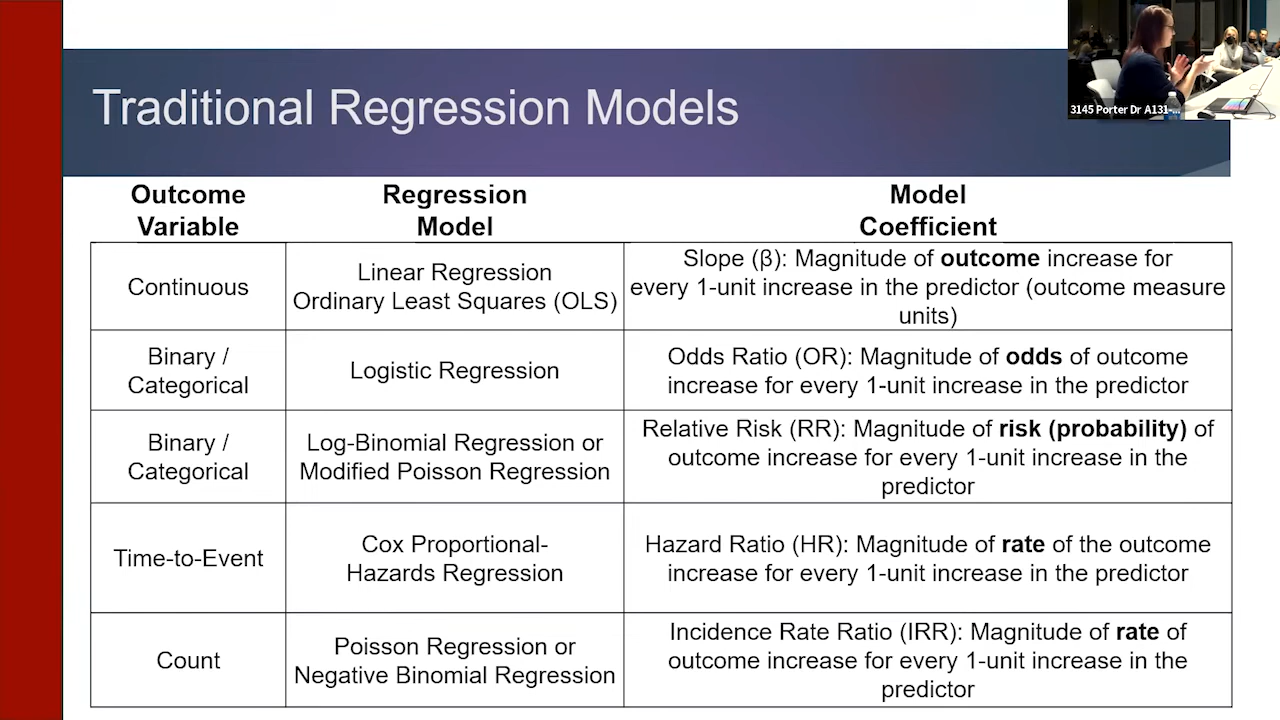 Traditional Regression Models
3145 Porter Dr A131-...
Outcome
Variable
Regression
Model
Model
Coefficient
Continuous
Linear Regression
Ordinary Least Squares (OLS)
Slope (β): Magnitude of outcome increase for
every 1-unit increase in the predictor (outcome measure
units)
Binary /
Categorical
Logistic Regression
Odds Ratio (OR): Magnitude of odds of outcome
increase for every 1-unit increase in the predictor
Binary /
Categorical
Log-Binomial Regression or
Modified Poisson Regression
Relative Risk (RR): Magnitude of risk (probability) of
outcome increase for every 1-unit increase in the
predictor
Time-to-Event
Cox Proportional-
Hazards Regression
Hazard Ratio (HR): Magnitude of rate of the outcome
increase for every 1-unit increase in the predictor
Count
Poisson Regression or
Negative Binomial Regression
Incidence Rate Ratio (IRR): Magnitude of rate of
outcome increase for every 1-unit increase in the
predictor